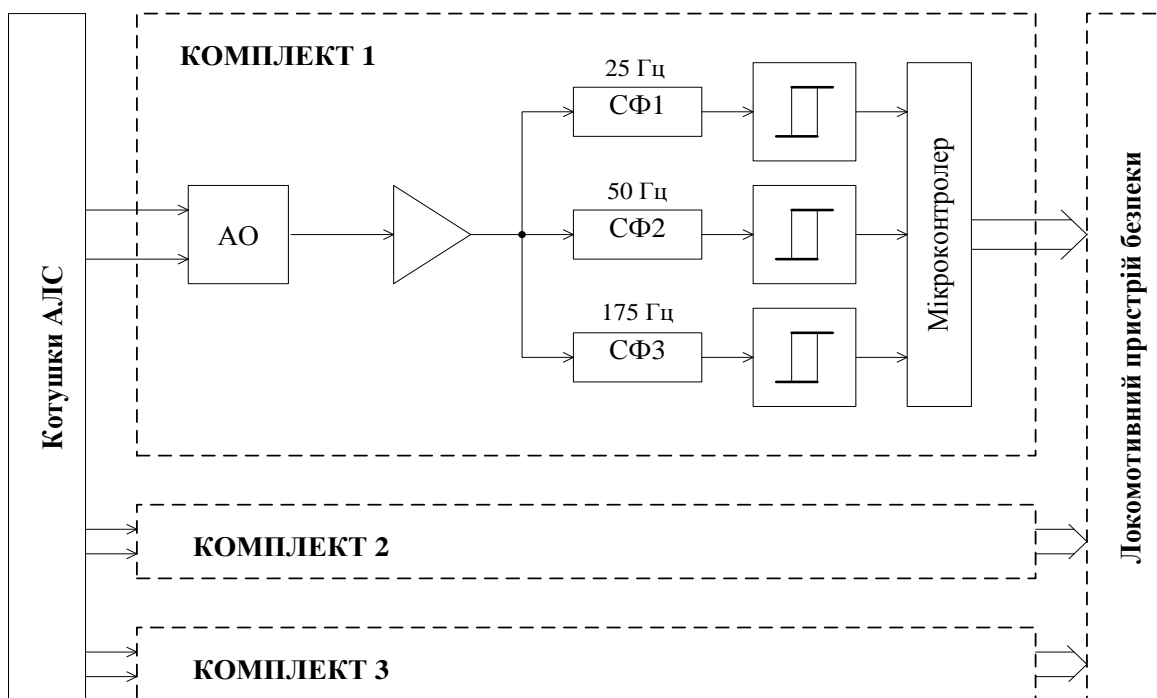 Котушки АЛС
КОМПЛЕКТ 1
АО
25 Гц
СФ1
50 Гц
СФ2
175 Гц
СФ3
Мікроконтролер
Локомотивний пристрій безпеки
КОМПЛЕКТ 2
КОМПЛЕКТ 3